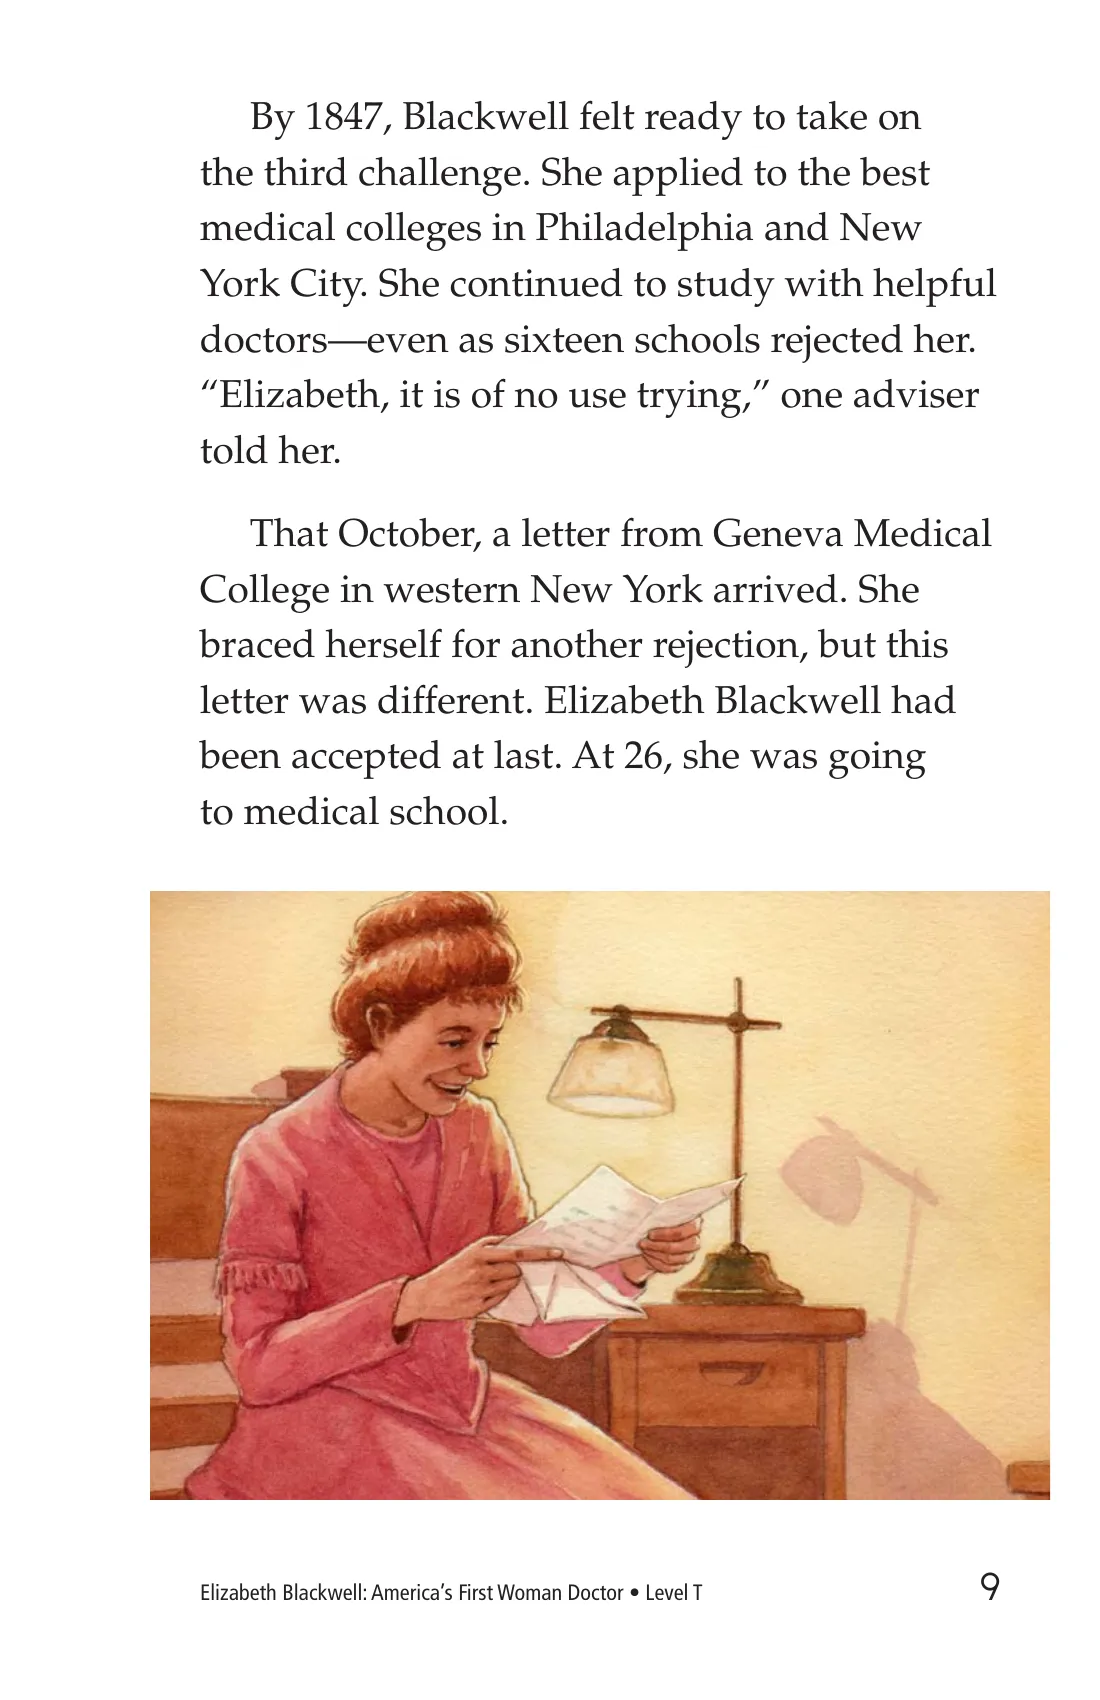 By 1847, Blackwell felt ready to take on
the third challenge. She applied to the best
medical colleges in Philadelphia and New
York City. She continued to study with helpful
doctors—even as sixteen schools rejected her.
“Elizabeth, it is of no use trying,” one adviser
told her.
That October, a letter from Geneva Medical
College in western New York arrived. She
braced herself for another rejection, but this
letter was different. Elizabeth Blackwell had
been accepted at last. At 26, she was going
to medical school.
Elizabeth Blackwell: America’s First Woman Doctor • Level T
9